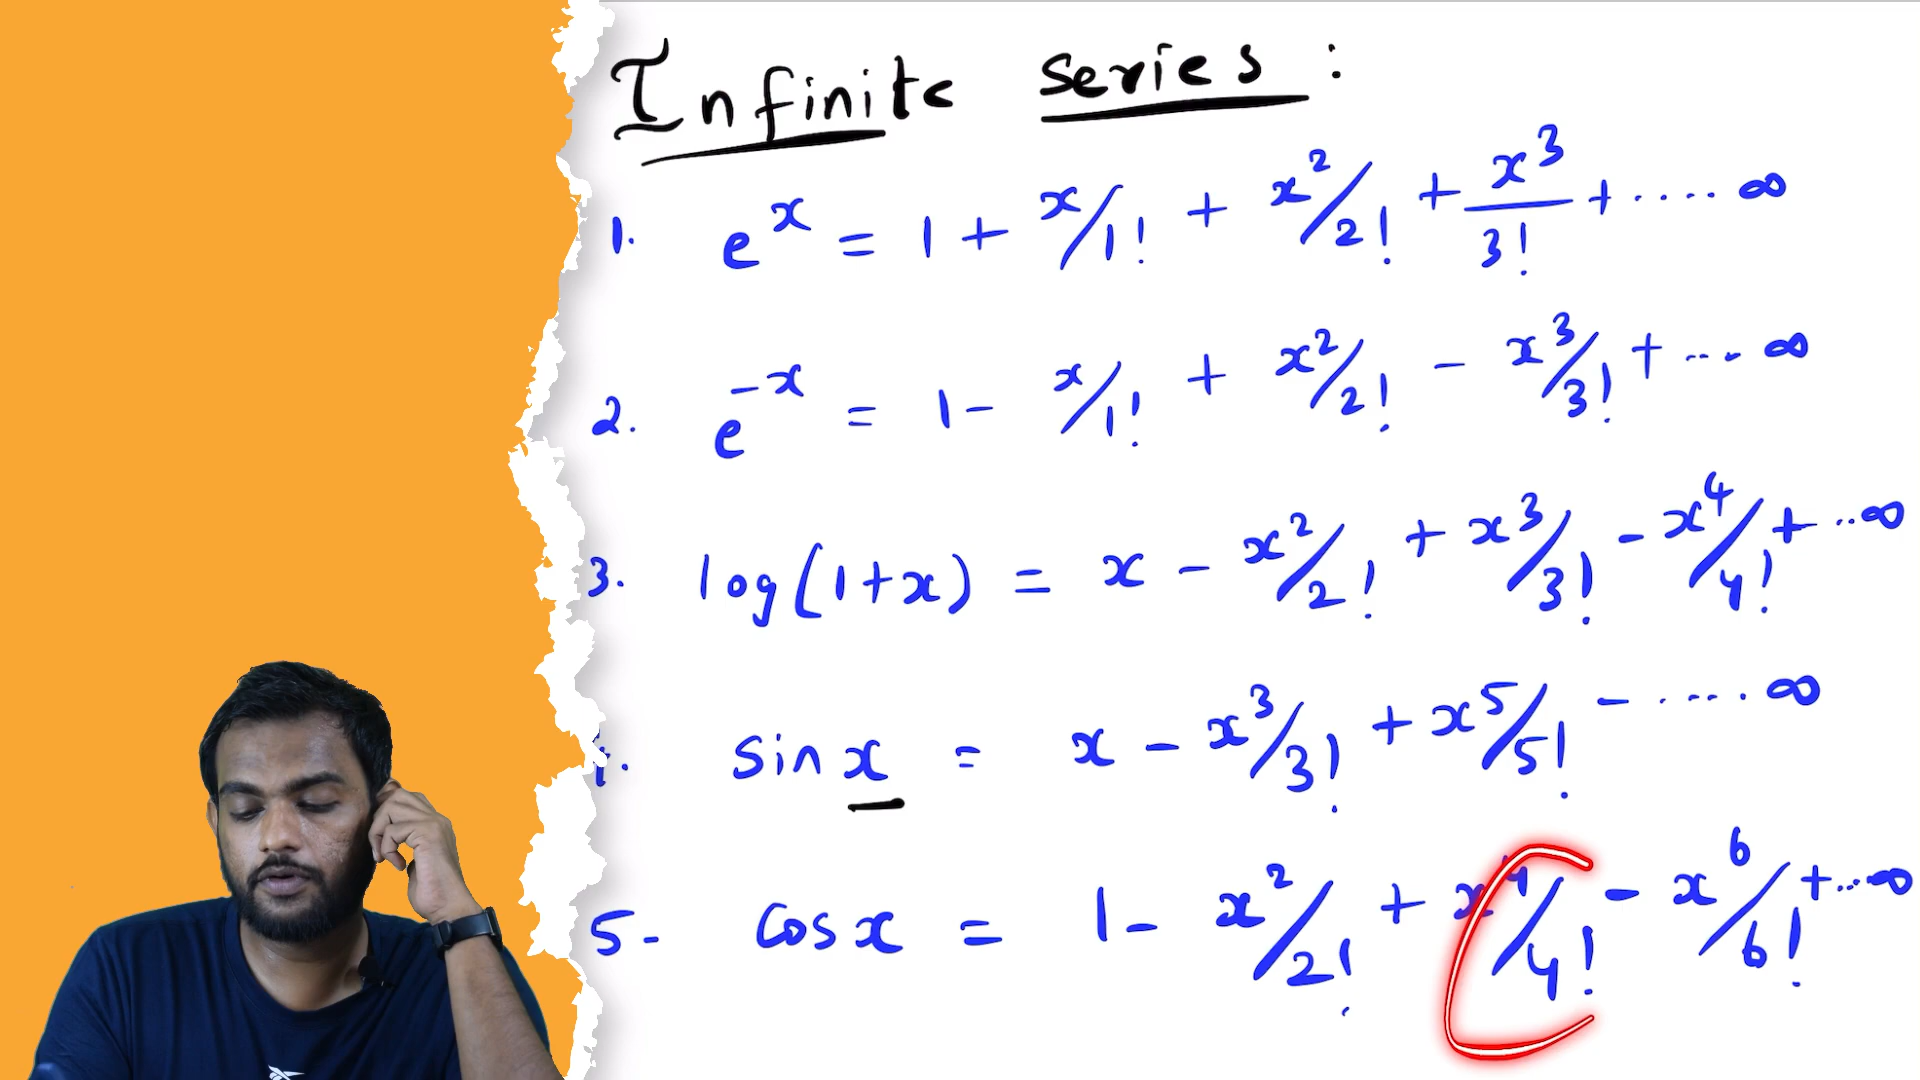 Infinite series :
1. e^x = 1 + x/1! + x^2/2! + x^3/3! + .... ∞
2. e^-x = 1 - x/1! + x^2/2! - x^3/3! + .... ∞
3. log(1+x) = x - x^2/2! + x^3/3! - x^4/4! + ..∞
4. sin x = x - x^3/3! + x^5/5! - ..... ∞
5- cos x = 1 - x^2/2! + x^4/4! - x^6/6! + ...∞